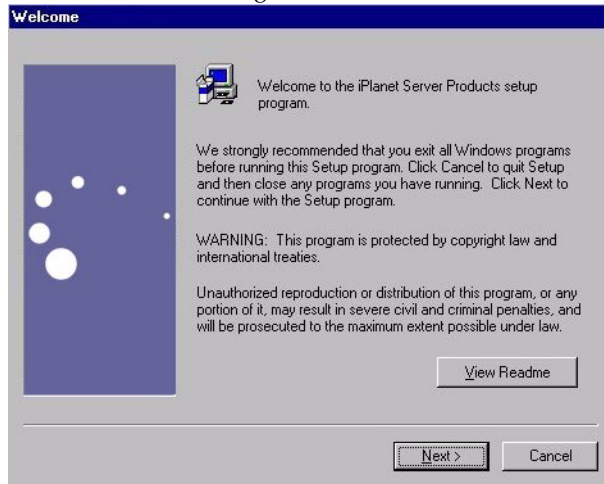 Welcome
Welcome to the iPlanet Server Products setup
program.
We strongly recommended that you exit all Windows programs
before running this Setup program. Click Cancel to quit Setup
and then close any programs you have running. Click Next to
continue with the Setup program.
WARNING: This program is protected by copyright law and
international treaties.
Unauthorized reproduction or distribution of this program, or any
portion of it, may result in severe civil and criminal penalties, and
will be prosecuted to the maximum extent possible under law.
View Readme
Next >
Cancel